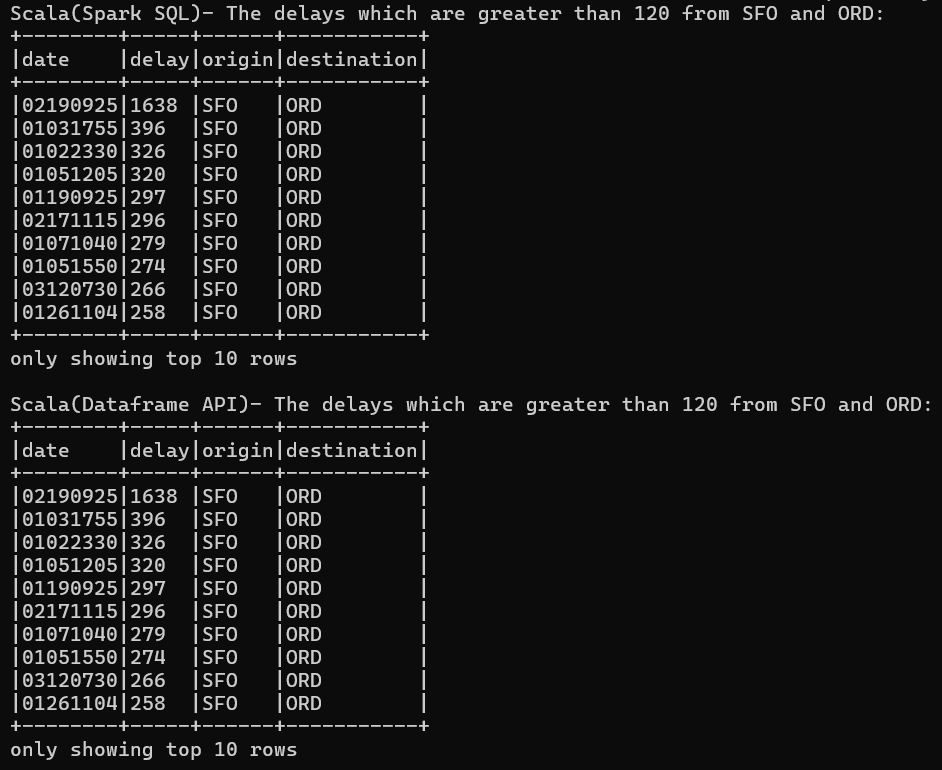 Scala(Spark SQL)- The delays which are greater than 120 from SFO and ORD:
+--------+-----+------+-----------+
|date    |delay|origin|destination|
+--------+-----+------+-----------+
|02190925|1638 |SFO   |ORD        |
|01031755|396  |SFO   |ORD        |
|01022330|326  |SFO   |ORD        |
|01051205|320  |SFO   |ORD        |
|01190925|297  |SFO   |ORD        |
|02171115|296  |SFO   |ORD        |
|01071040|279  |SFO   |ORD        |
|01051550|274  |SFO   |ORD        |
|03120730|266  |SFO   |ORD        |
|01261104|258  |SFO   |ORD        |
+--------+-----+------+-----------+
only showing top 10 rows

Scala(Dataframe API)- The delays which are greater than 120 from SFO and ORD:
+--------+-----+------+-----------+
|date    |delay|origin|destination|
+--------+-----+------+-----------+
|02190925|1638 |SFO   |ORD        |
|01031755|396  |SFO   |ORD        |
|01022330|326  |SFO   |ORD        |
|01051205|320  |SFO   |ORD        |
|01190925|297  |SFO   |ORD        |
|02171115|296  |SFO   |ORD        |
|01071040|279  |SFO   |ORD        |
|01051550|274  |SFO   |ORD        |
|03120730|266  |SFO   |ORD        |
|01261104|258  |SFO   |ORD        |
+--------+-----+------+-----------+
only showing top 10 rows